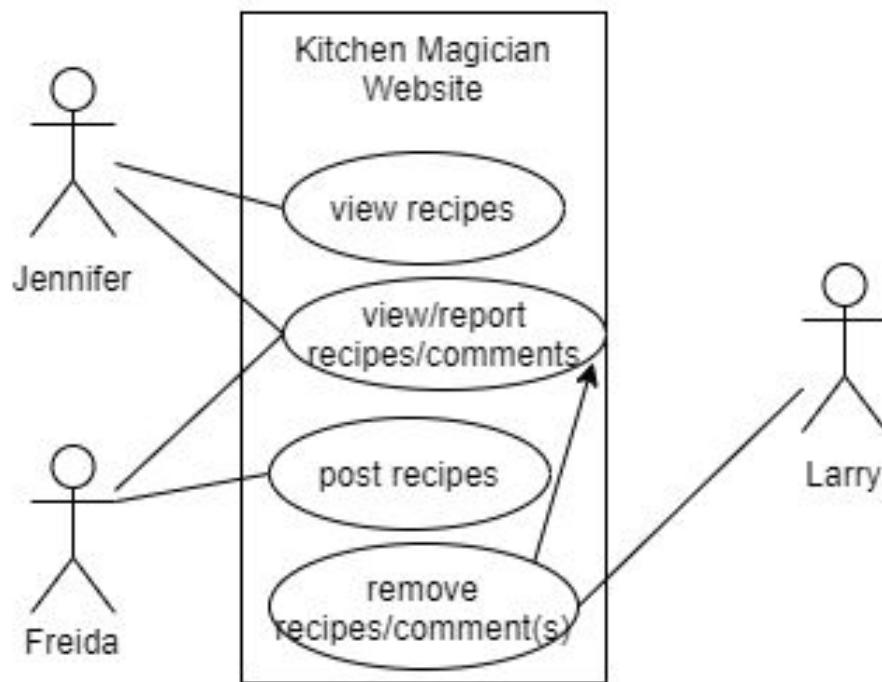 Kitchen Magician
Website
view recipes
Jennifer
view/report
recipes/comments
post recipes
Larry
remove
recipes/comment(s)
Freida